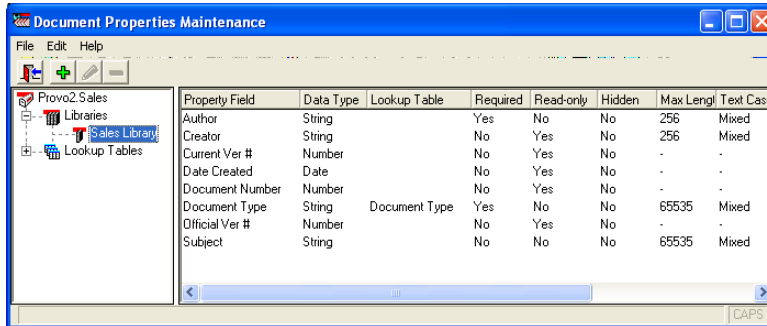 Document Properties Maintenance
File Edit Help
Provo2.Sales
Libraries
Sales Library
Lookup Tables
Property Field Data Type Lookup Table Required Read-only Hidden Max Lengl Text Cas
Author String Yes No No 256 Mixed
Creator String No Yes No 256 Mixed
Current Ver # Number No Yes No - -
Date Created Date No Yes No - -
Document Number Number No Yes No - -
Document Type String Document Type Yes No No 65535 Mixed
Official Ver # Number No Yes No - -
Subject String No No No 65535 Mixed
CAPS